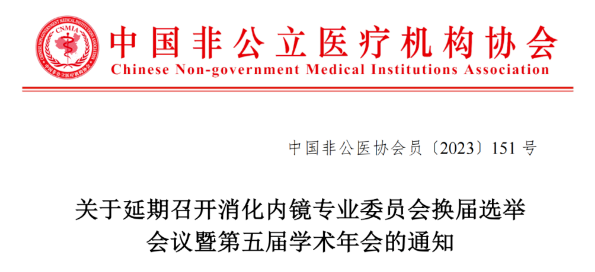 CNMIA
中国非公立医疗机构协会
Chinese Non-government Medical Institutions Association
中国非公医协会员〔2023〕151 号
关于延期召开消化内镜专业委员会换届选举
会议暨第五届学术年会的通知